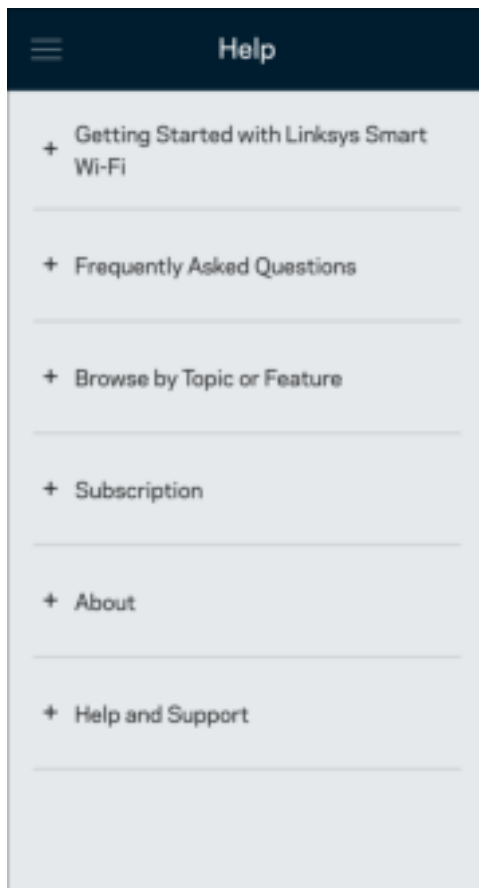 Help
Getting Started with Linksys Smart
Wi-Fi
Frequently Asked Questions
Browse by Topic or Feature
Subscription
About
Help and Support